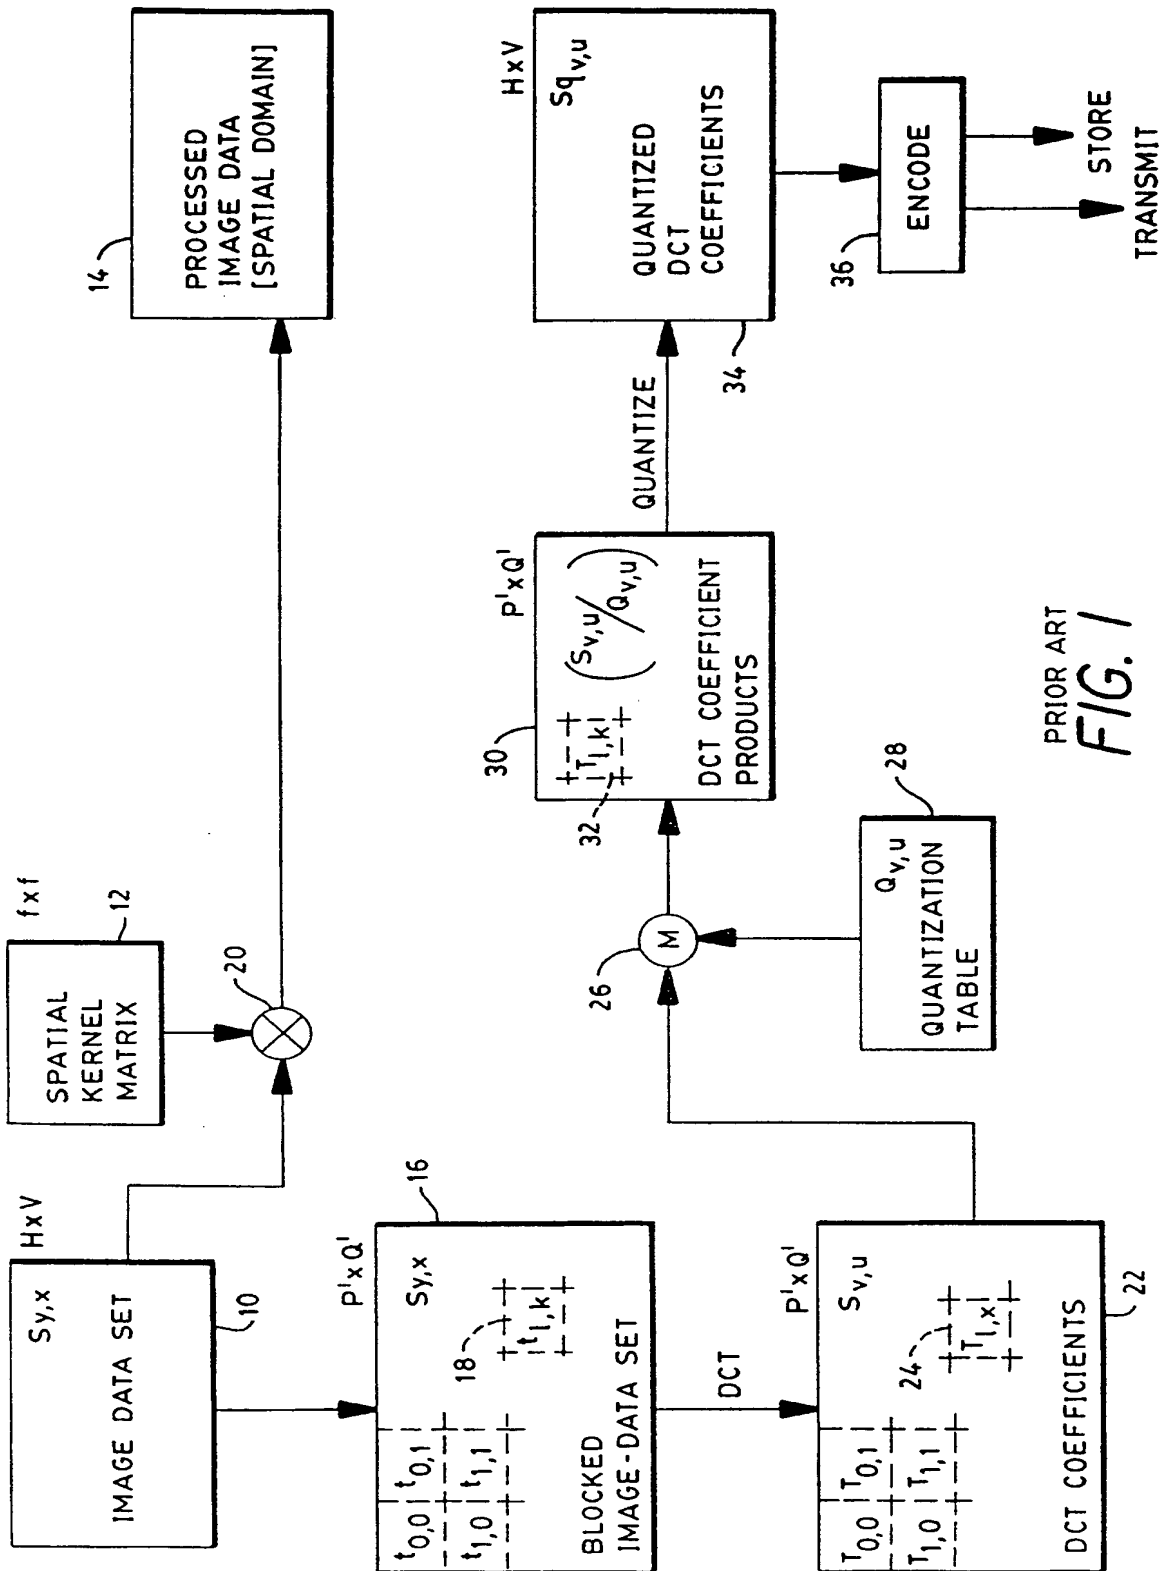 HxV
Sy,x
IMAGE DATA SET
10
fxf
SPATIAL
KERNEL
MATRIX
12
20
14
PROCESSED
IMAGE DATA
[SPATIAL DOMAIN]
P'xQ'
16
Sy,x
t0,0 t0,1
t1,0 t1,1
18
tl,k
BLOCKED
IMAGE-DATA SET
DCT
P'xQ'
Sv,u
T0,0 T0,1
T1,0 T1,1
24
Tl,x
DCT COEFFICIENTS
22
26
M
28
Qv,u
QUANTIZATION
TABLE
P'xQ'
30
Tl,k
32
(Sv,u/Qv,u)
DCT COEFFICIENT
PRODUCTS
QUANTIZE
HxV
Sqv,u
QUANTIZED
DCT
COEFFICIENTS
34
36
ENCODE
STORE
TRANSMIT
PRIOR ART
FIG. 1